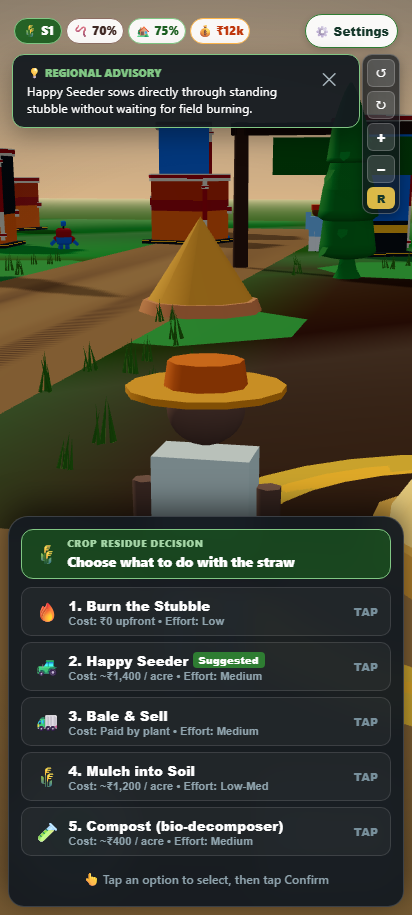 S1
70%
75%
₹12k
Settings
REGIONAL ADVISORY
Happy Seeder sows directly through standing
stubble without waiting for field burning.
↺
↻
+
−
R
CROP RESIDUE DECISION
Choose what to do with the straw
1. Burn the Stubble
Cost: ₹0 upfront • Effort: Low
TAP
2. Happy Seeder Suggested
Cost: ~₹1,400 / acre • Effort: Medium
TAP
3. Bale & Sell
Cost: Paid by plant • Effort: Medium
TAP
4. Mulch into Soil
Cost: ~₹1,200 / acre • Effort: Low-Med
TAP
5. Compost (bio-decomposer)
Cost: ~₹400 / acre • Effort: Medium
TAP
Tap an option to select, then tap Confirm